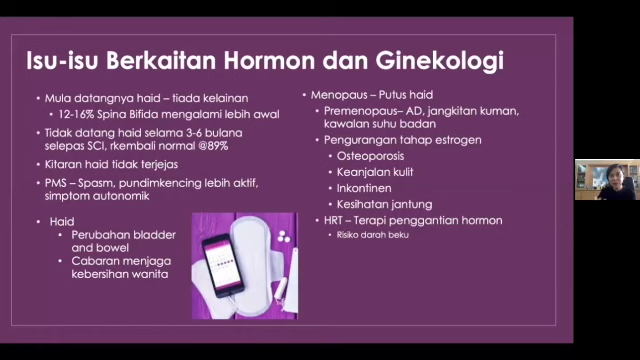 Isu-isu Berkaitan Hormon dan Ginekologi
• Mula datangnya haid – tiada kelainan
• 12-16% Spina Bifida mengalami lebih awal
• Tidak datang haid selama 3-6 bulana
selepas SCI, rkembali normal @89%
• Kitaran haid tidak terjejas
• PMS – Spasm, pundimkencing lebih aktif,
simptom autonomik
• Haid
• Perubahan bladder
and bowel
• Cabaran menjaga
kebersihan wanita
• Menopaus – Putus haid
• Premenopaus– AD, jangkitan kuman,
kawalan suhu badan
• Pengurangan tahap estrogen
• Osteoporosis
• Keanjalan kulit
• Inkontinen
• Kesihatan jantung
• HRT – Terapi penggantian hormon
• Risiko darah beku